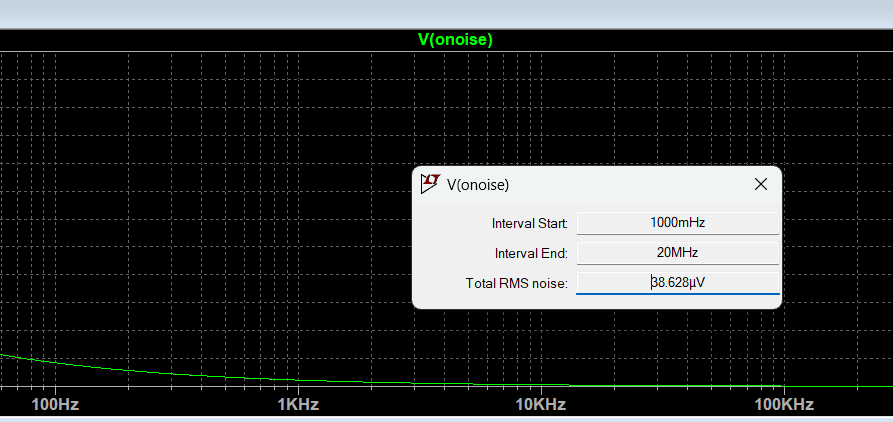 V(onoise)
V(onoise)
Interval Start: 1000mHz
Interval End: 20MHz
Total RMS noise: 38.628µV
100Hz 1KHz 10KHz 100KHz